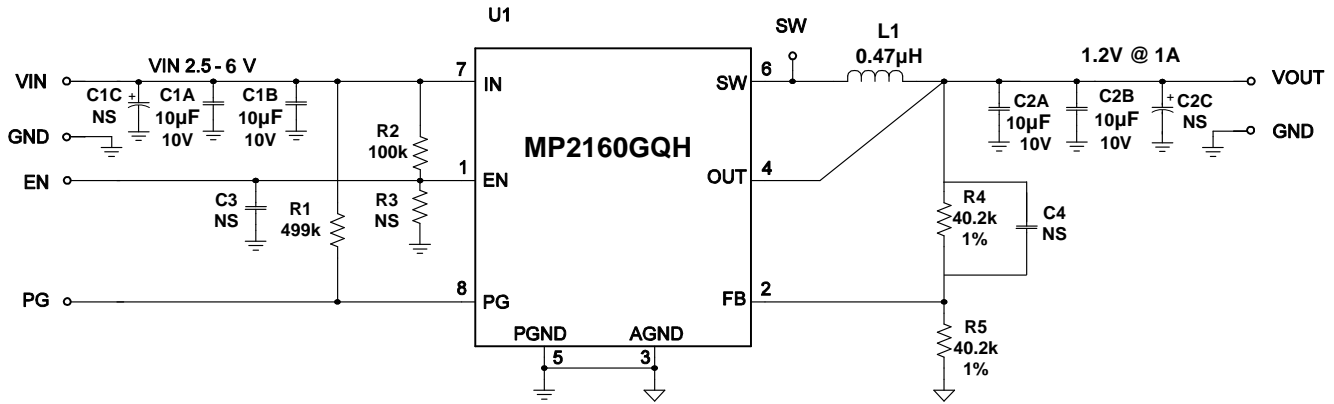 U1
SW
L1
0.47µH
VIN
VIN 2.5 - 6 V
7
IN
SW
6
1.2V @ 1A
VOUT
C1C
NS
+
C1A
10µF
10V
C1B
10µF
10V
C2A
10µF
10V
C2B
10µF
10V
+
C2C
NS
GND
GND
R2
100k
MP2160GQH
EN
1
EN
OUT
4
C3
NS
R1
499k
R3
NS
R4
40.2k
1%
C4
NS
PG
8
PG
FB
2
PGND
AGND
5
3
R5
40.2k
1%